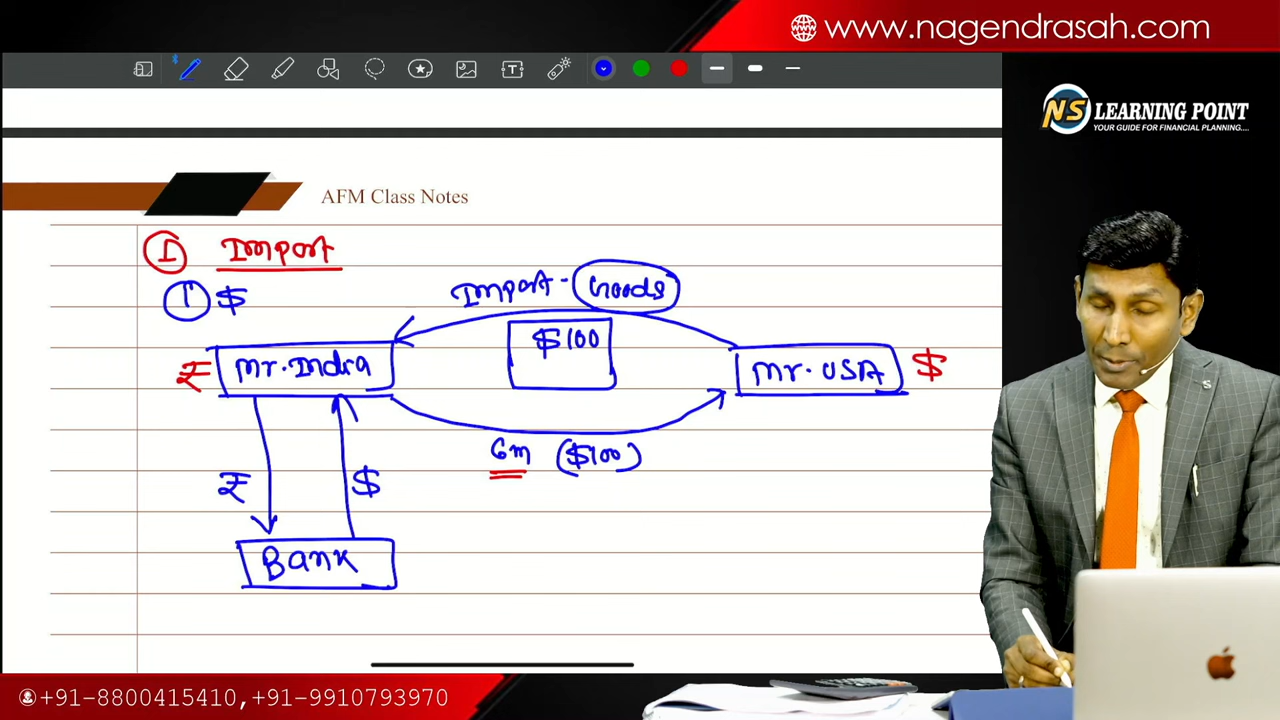 www.nagendrasah.com
NS LEARNING POINT
YOUR GUIDE FOR FINANCIAL PLANNING....
AFM Class Notes
I Import
1 $
Import - Goods
$100
₹ Mr. India
Mr. USA $
6m ($100)
₹ $
Bank
+91-8800415410,+91-9910793970